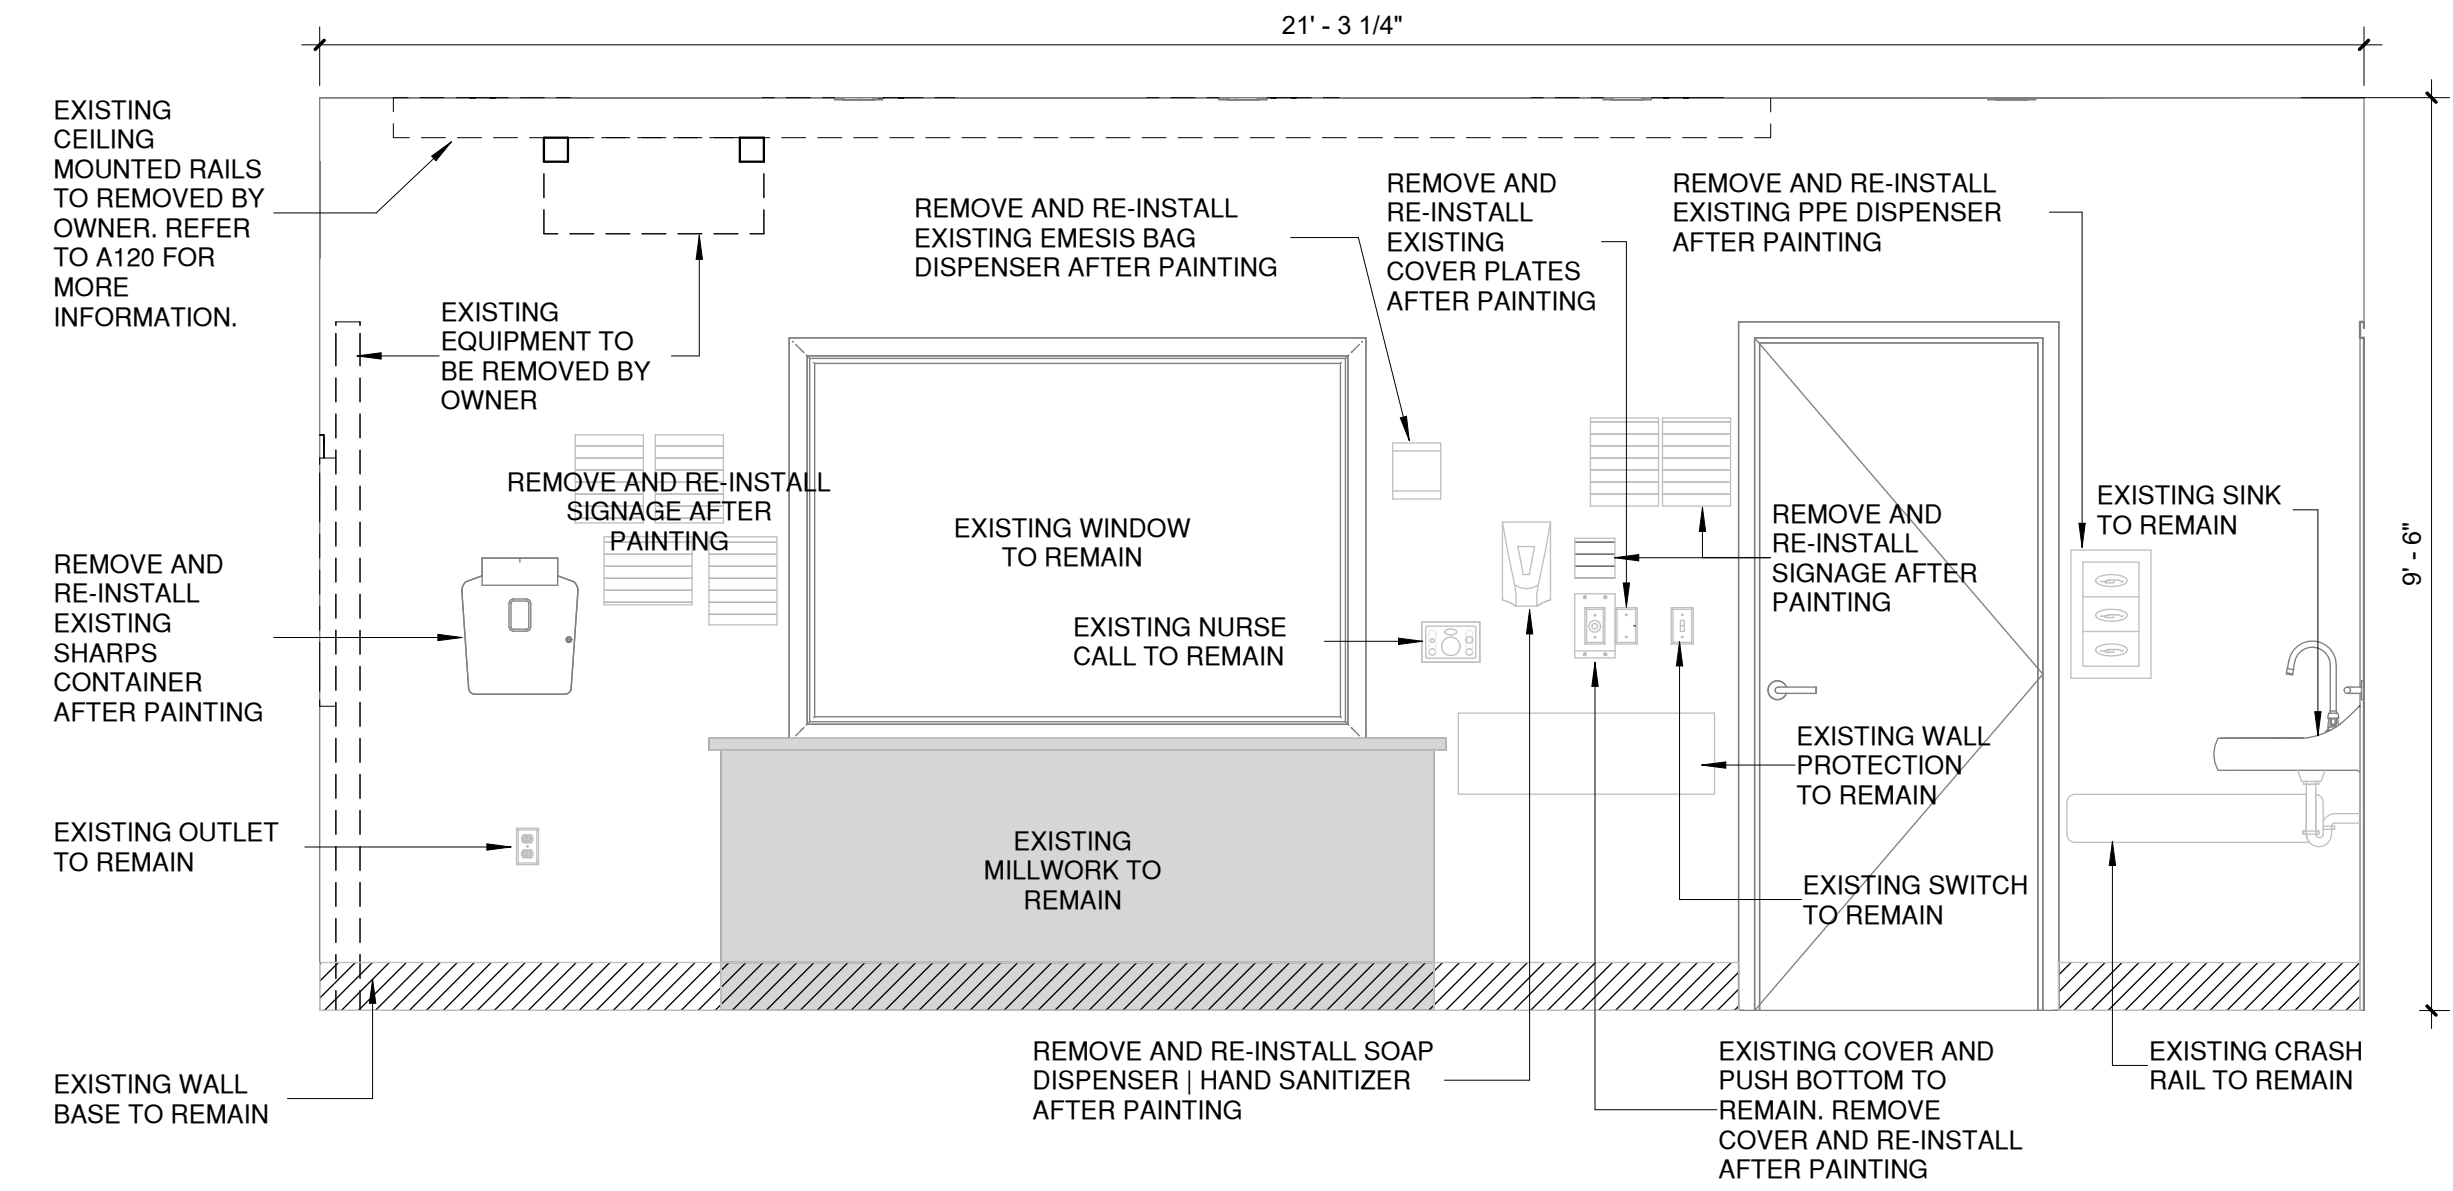 21' - 3 1/4"
EXISTING
CEILING
MOUNTED RAILS
TO REMOVED BY
OWNER. REFER
TO A120 FOR
MORE
INFORMATION.
REMOVE AND RE-INSTALL
EXISTING EMESIS BAG
DISPENSER AFTER PAINTING
REMOVE AND
RE-INSTALL
EXISTING
COVER PLATES
AFTER PAINTING
REMOVE AND RE-INSTALL
EXISTING PPE DISPENSER
AFTER PAINTING
EXISTING
EQUIPMENT TO
BE REMOVED BY
OWNER
REMOVE AND RE-INSTALL
SIGNAGE AFTER
PAINTING
EXISTING WINDOW
TO REMAIN
REMOVE AND
RE-INSTALL
SIGNAGE AFTER
PAINTING
EXISTING SINK
TO REMAIN
9' - 6"
REMOVE AND
RE-INSTALL
EXISTING
SHARPS
CONTAINER
AFTER PAINTING
EXISTING NURSE
CALL TO REMAIN
EXISTING WALL
PROTECTION
TO REMAIN
EXISTING OUTLET
TO REMAIN
EXISTING
MILLWORK TO
REMAIN
EXISTING SWITCH
TO REMAIN
EXISTING WALL
BASE TO REMAIN
REMOVE AND RE-INSTALL SOAP
DISPENSER | HAND SANITIZER
AFTER PAINTING
EXISTING COVER AND
PUSH BOTTOM TO
REMAIN. REMOVE
COVER AND RE-INSTALL
AFTER PAINTING
EXISTING CRASH
RAIL TO REMAIN